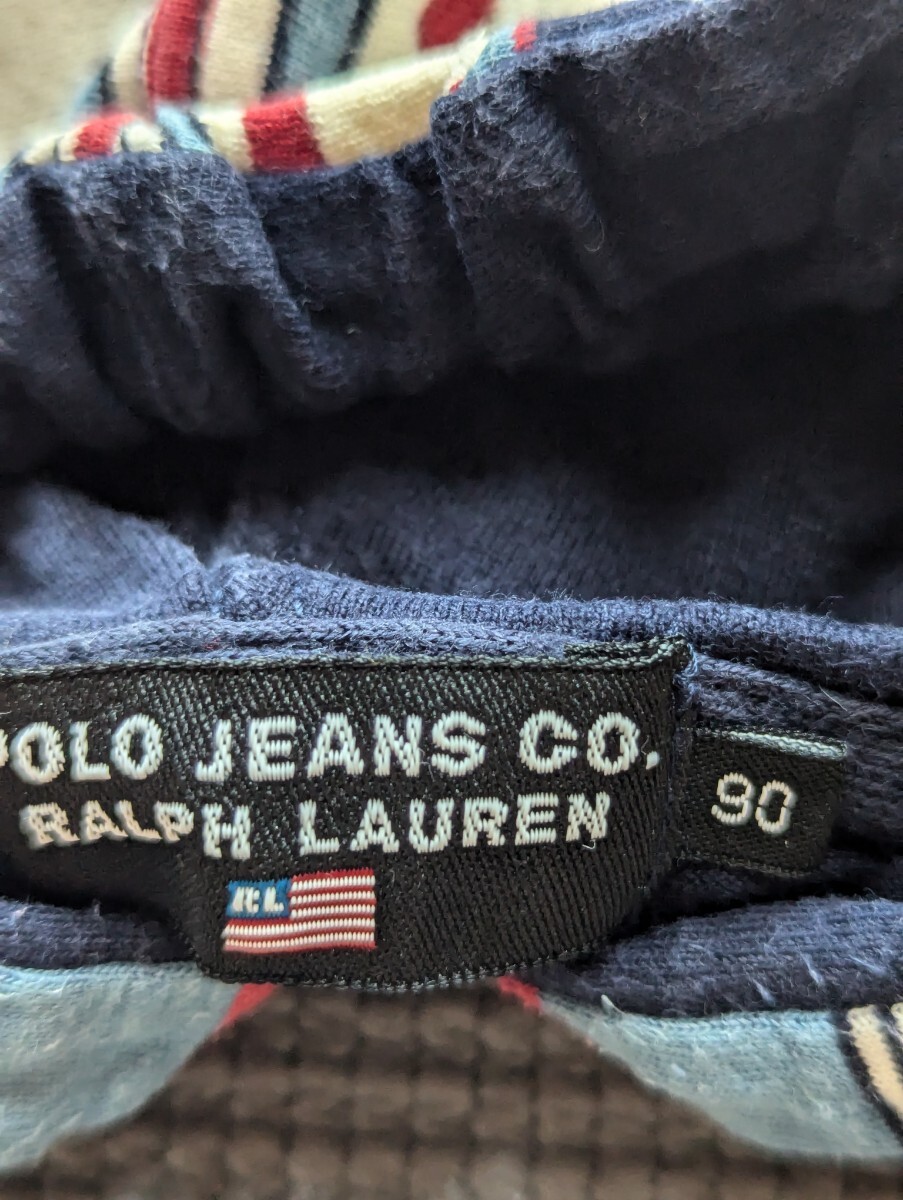 POLO JEANS CO.
RALPH LAUREN
RL
90